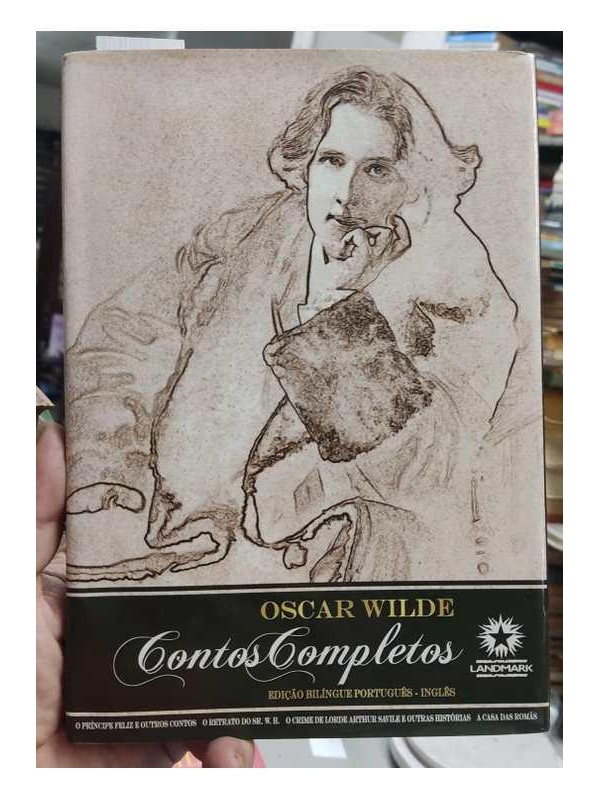 OSCAR WILDE
Contos Completos
LANDMARK
EDIÇÃO BILÍNGUE PORTUGUÊS - INGLÊS
O PRÍNCIPE FELIZ E OUTROS CONTOS O RETRATO DO SR. W. H. O CRIME DE LORDE ARTHUR SAVILE E OUTRAS HISTÓRIAS A CASA DAS ROMÃS